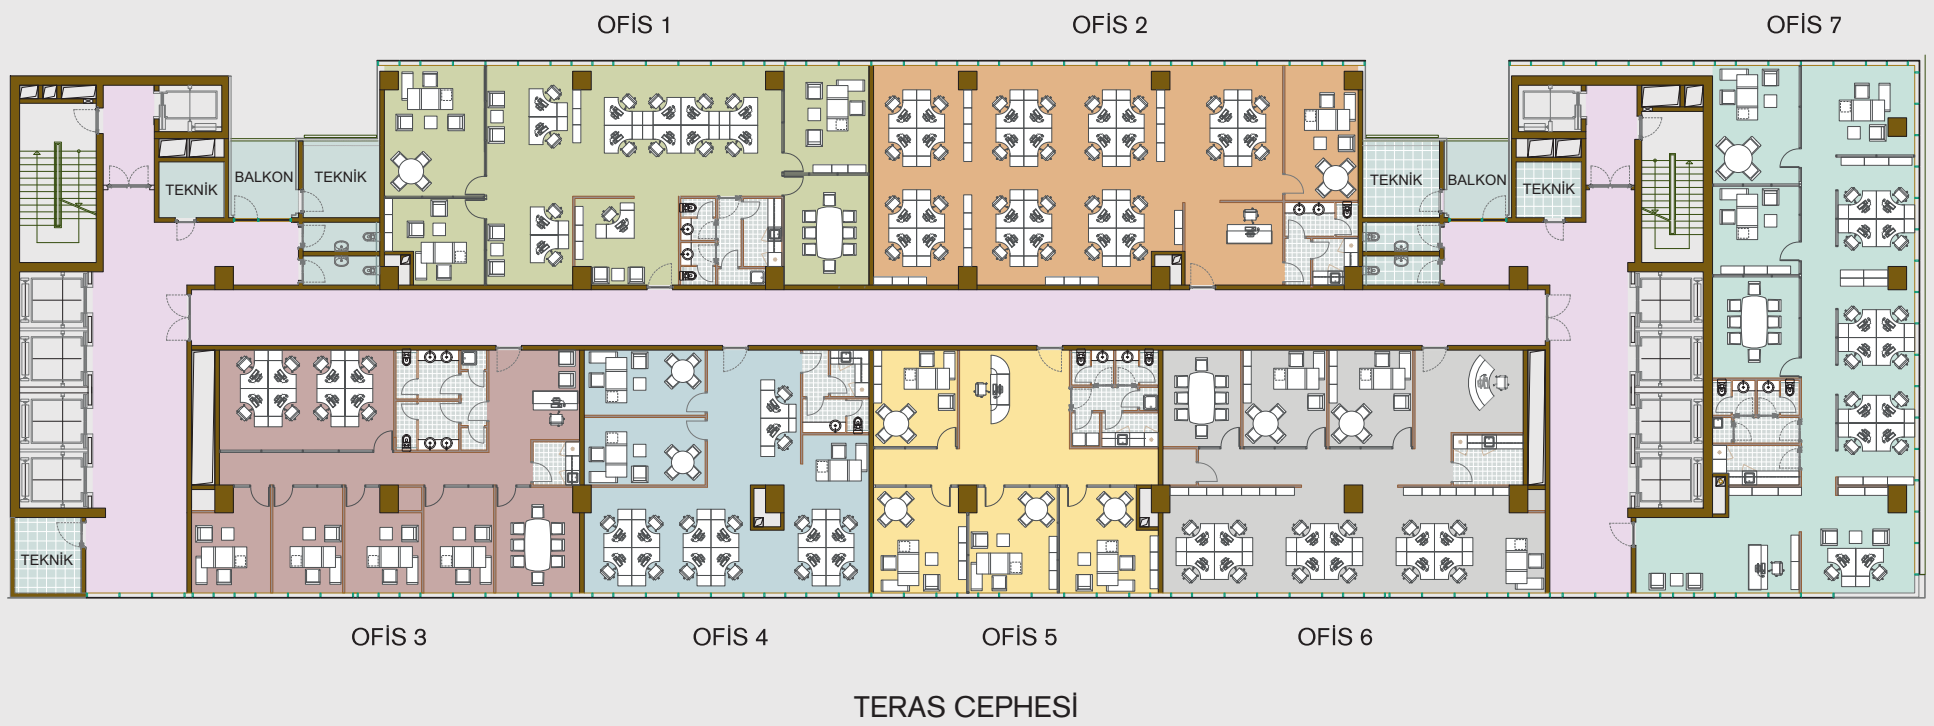 OFİS 1
OFİS 2
OFİS 7
TEKNİK
BALKON
TEKNİK
TEKNİK
BALKON
TEKNİK
TEKNİK
OFİS 3
OFİS 4
OFİS 5
OFİS 6
TERAS CEPHESİ